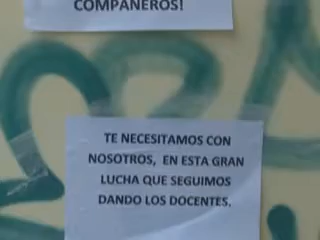 COMPAÑEROS!
TE NECESITAMOS CON
NOSOTROS, EN ESTA GRAN
LUCHA QUE SEGUIMOS
DANDO LOS DOCENTES.